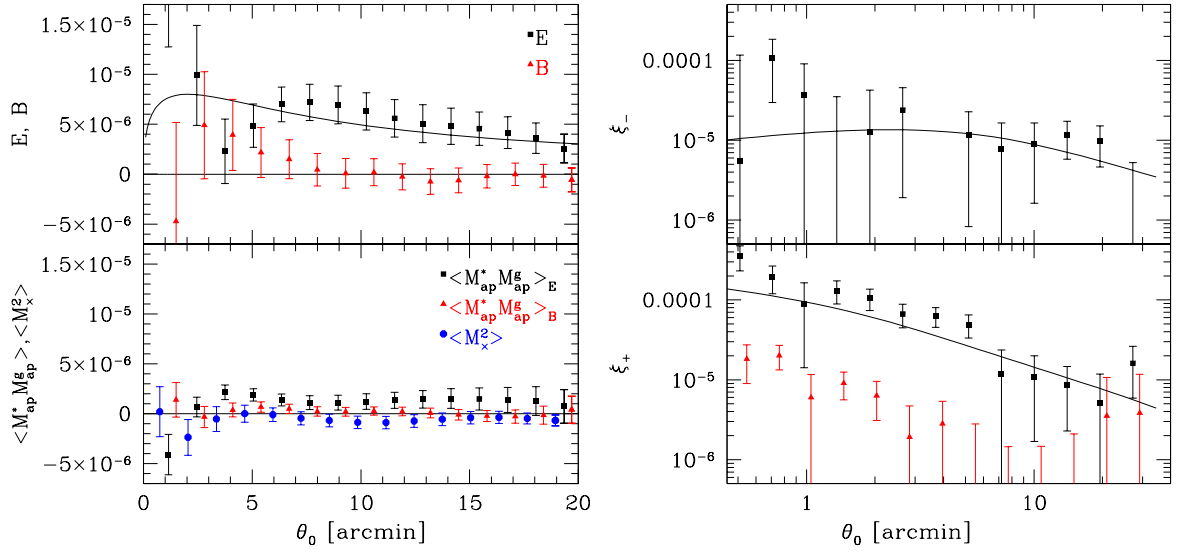 1.5×10⁻⁵
10⁻⁵
5×10⁻⁶
0
−5×10⁻⁶
E, B
E
B
1.5×10⁻⁵
10⁻⁵
5×10⁻⁶
0
−5×10⁻⁶
<M*ap Mᵍap>, <M²×>
<M*ap Mᵍap>E
<M*ap Mᵍap>B
<M²×>
0 5 10 15 20
θ₀ [arcmin]
0.0001
10⁻⁵
10⁻⁶
ξ₋
0.0001
10⁻⁵
10⁻⁶
ξ₊
1 10
θ₀ [arcmin]